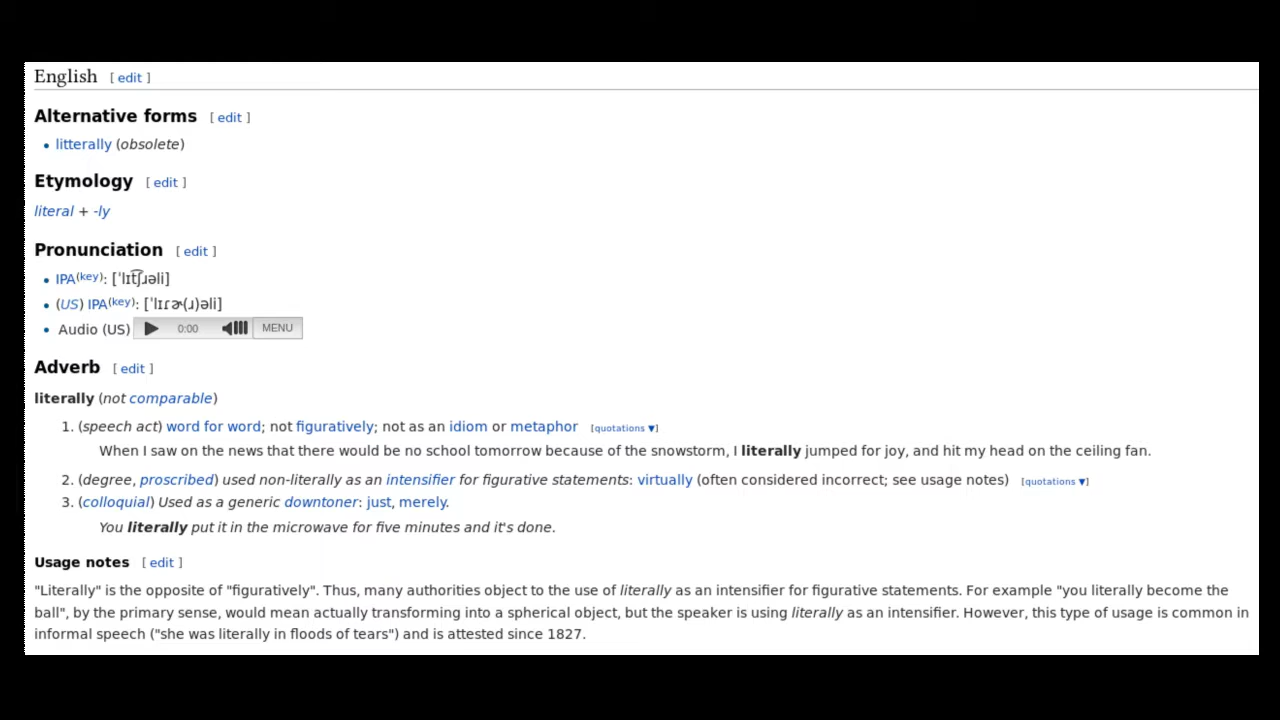 English [ edit ]
Alternative forms [ edit ]
• litterally (obsolete)
Etymology [ edit ]
literal + -ly
Pronunciation [ edit ]
• IPA(key): [ˈlɪt͡ʃɹəli]
• (US) IPA(key): [ˈlɪɾɚ(ɹ)əli]
• Audio (US) 0:00 MENU
Adverb [ edit ]
literally (not comparable)
1. (speech act) word for word; not figuratively; not as an idiom or metaphor [quotations ▼]
When I saw on the news that there would be no school tomorrow because of the snowstorm, I literally jumped for joy, and hit my head on the ceiling fan.
2. (degree, proscribed) used non-literally as an intensifier for figurative statements: virtually (often considered incorrect; see usage notes) [quotations ▼]
3. (colloquial) Used as a generic downtoner: just, merely.
You literally put it in the microwave for five minutes and it's done.
Usage notes [ edit ]
"Literally" is the opposite of "figuratively". Thus, many authorities object to the use of literally as an intensifier for figurative statements. For example "you literally become the
ball", by the primary sense, would mean actually transforming into a spherical object, but the speaker is using literally as an intensifier. However, this type of usage is common in
informal speech ("she was literally in floods of tears") and is attested since 1827.